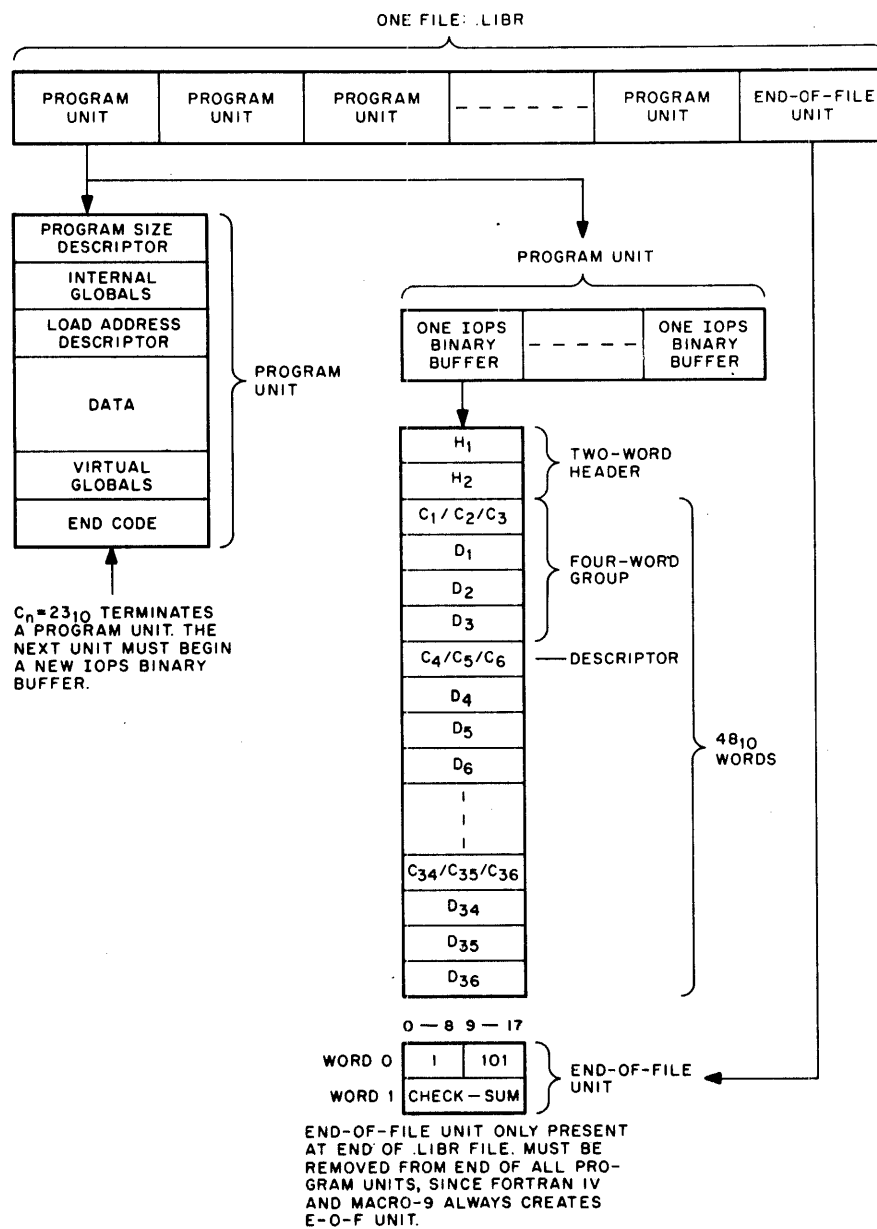 ONE FILE: .LIBR
PROGRAM UNIT
PROGRAM UNIT
PROGRAM UNIT
PROGRAM UNIT
END-OF-FILE UNIT
PROGRAM SIZE DESCRIPTOR
INTERNAL GLOBALS
LOAD ADDRESS DESCRIPTOR
DATA
VIRTUAL GLOBALS
END CODE
PROGRAM UNIT
Cn=23₁₀ TERMINATES
A PROGRAM UNIT. THE
NEXT UNIT MUST BEGIN
A NEW IOPS BINARY
BUFFER.
PROGRAM UNIT
ONE IOPS BINARY BUFFER
ONE IOPS BINARY BUFFER
H₁
H₂
TWO-WORD HEADER
C₁/C₂/C₃
D₁
D₂
D₃
FOUR-WORD GROUP
C₄/C₅/C₆
DESCRIPTOR
D₄
D₅
D₆
48₁₀ WORDS
C₃₄/C₃₅/C₃₆
D₃₄
D₃₅
D₃₆
0 — 8 9 — 17
WORD 0 1 101
WORD 1 CHECK-SUM
END-OF-FILE UNIT
END-OF-FILE UNIT ONLY PRESENT
AT END OF .LIBR FILE. MUST BE
REMOVED FROM END OF ALL PRO-
GRAM UNITS, SINCE FORTRAN IV
AND MACRO-9 ALWAYS CREATES
E-O-F UNIT.